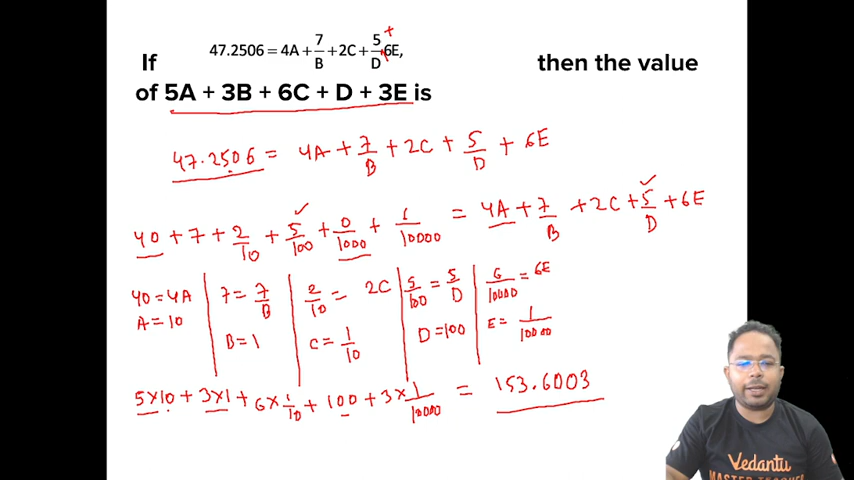 If 47.2506 = 4A + 7/B + 2C + 5/D + 6E, then the value
of 5A + 3B + 6C + D + 3E is
47.2506 = 4A + 7/B + 2C + 5/D + 6E
40 + 7 + 2/10 + 5/100 + 0/1000 + 6/10000 = 4A + 7/B + 2C + 5/D + 6E
40 = 4A | 7 = 7/B | 2/10 = 2C | 5/100 = 5/D | 6/10000 = 6E
A = 10 | B = 1 | C = 1/10 | D = 100 | E = 1/10000
5×10 + 3×1 + 6×1/10 + 100 + 3×1/10000 = 153.6003
Vedantu
MASTER TEACHER